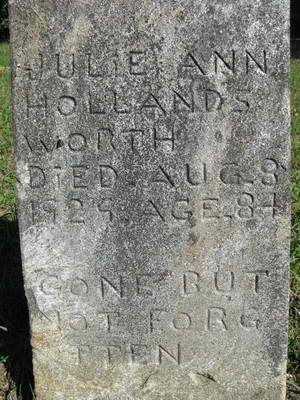 JULIE ANN
HOLLANDS
WORTH
DIED. AUG. 8
1929. AGE. 84
GONE BUT
NOT FORG
TTEN